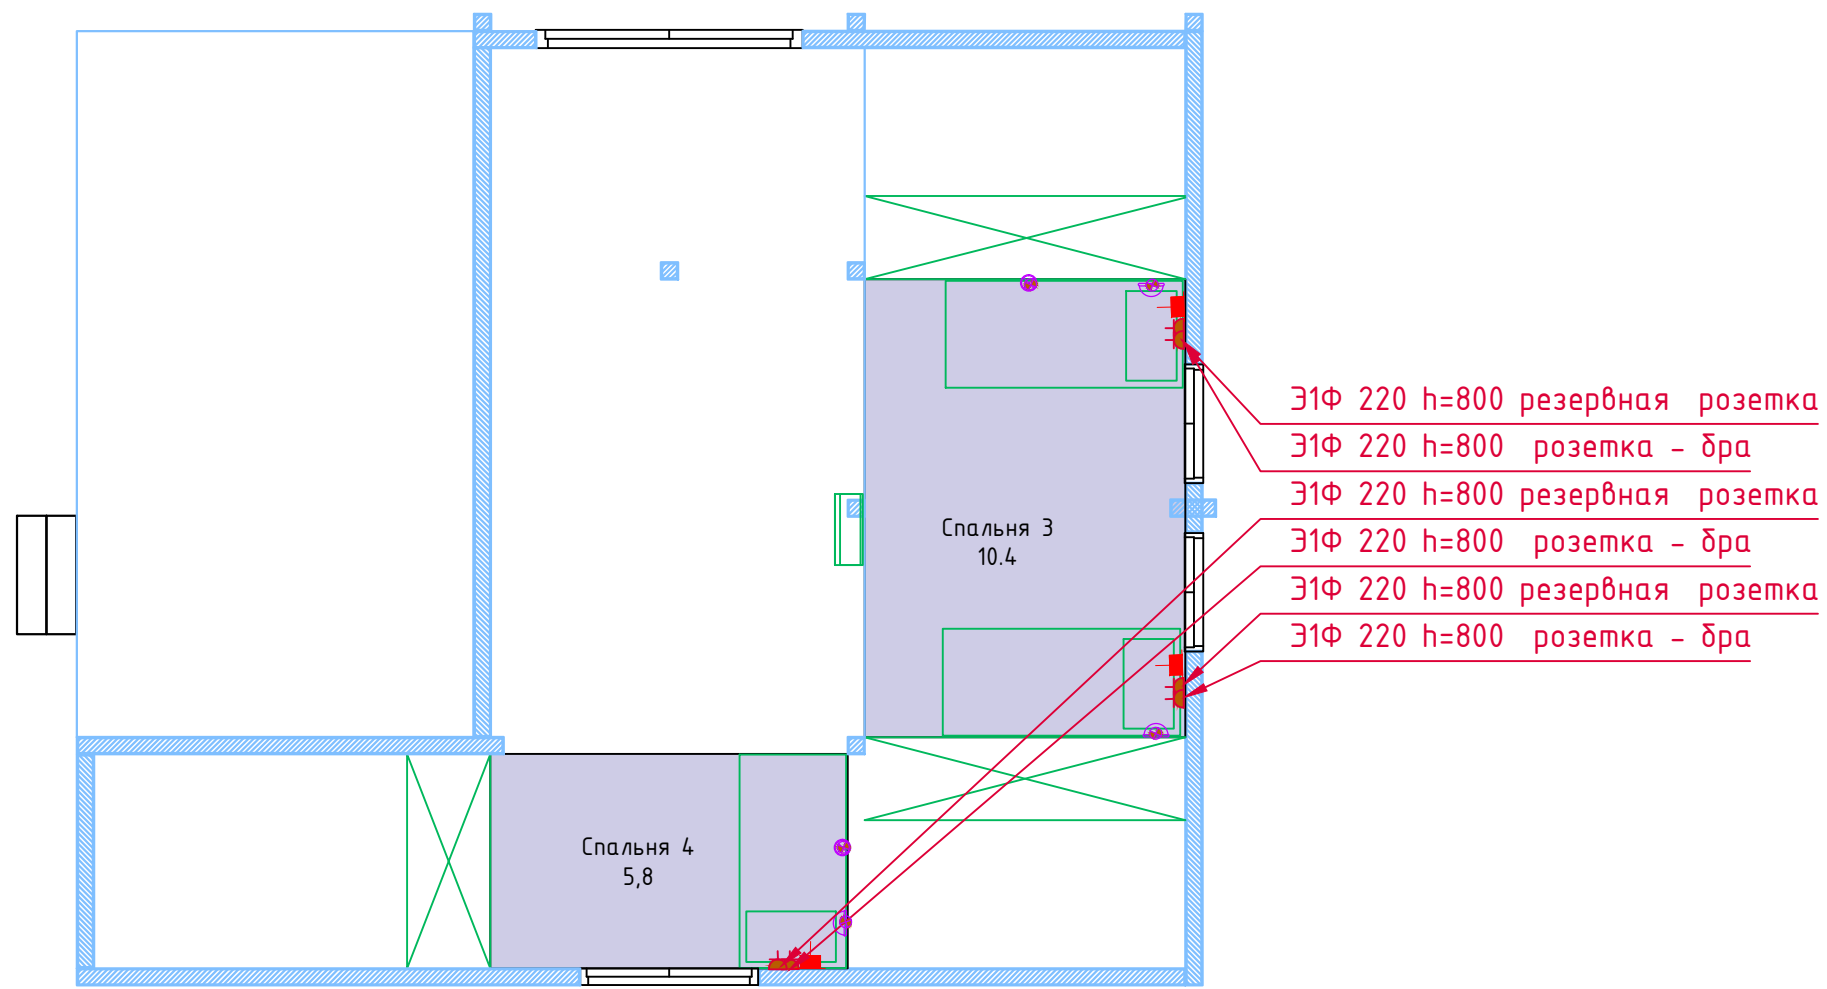 Э1Ф 220 h=800 резервная розетка
Э1Ф 220 h=800 розетка - бра
Э1Ф 220 h=800 резервная розетка
Э1Ф 220 h=800 розетка - бра
Э1Ф 220 h=800 резервная розетка
Э1Ф 220 h=800 розетка - бра
Спальня 3
10.4
Спальня 4
5,8